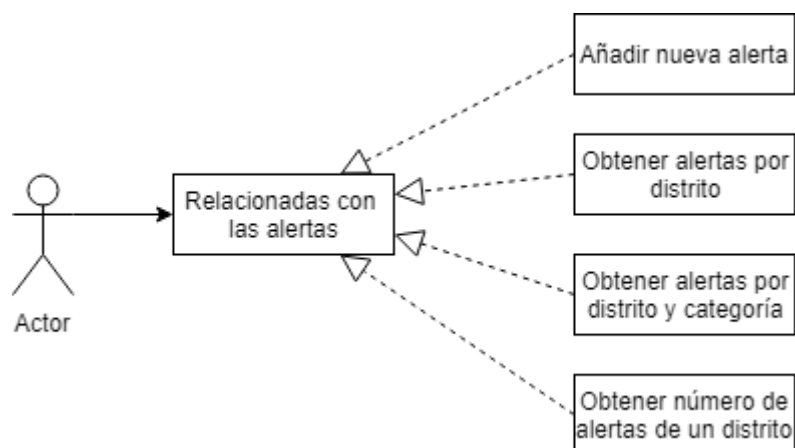 Añadir nueva alerta
Obtener alertas por
distrito
Relacionadas con
las alertas
Obtener alertas por
distrito y categoría
Actor
Obtener número de
alertas de un distrito